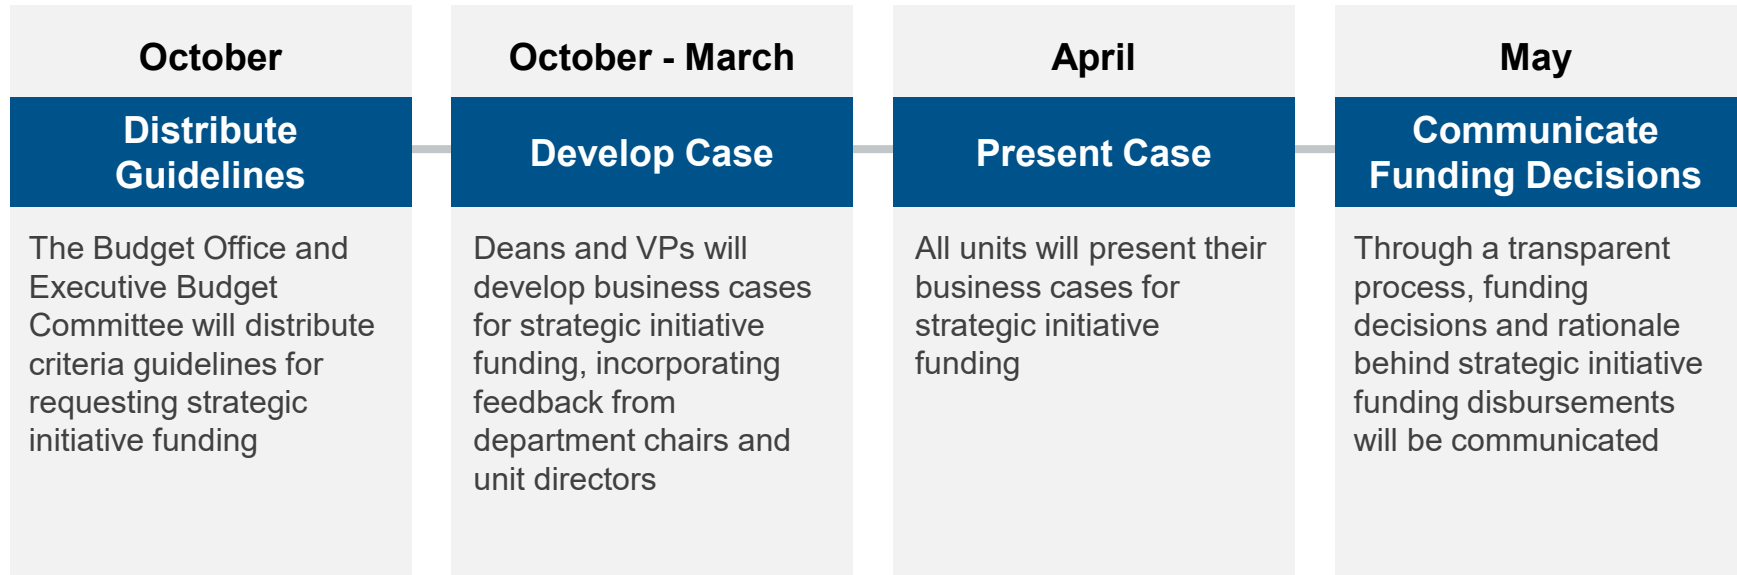 October
Distribute
Guidelines
The Budget Office and
Executive Budget
Committee will distribute
criteria guidelines for
requesting strategic
initiative funding
October - March
Develop Case
Deans and VPs will
develop business cases
for strategic initiative
funding, incorporating
feedback from
department chairs and
unit directors
April
Present Case
All units will present their
business cases for
strategic initiative
funding
May
Communicate
Funding Decisions
Through a transparent
process, funding
decisions and rationale
behind strategic initiative
funding disbursements
will be communicated